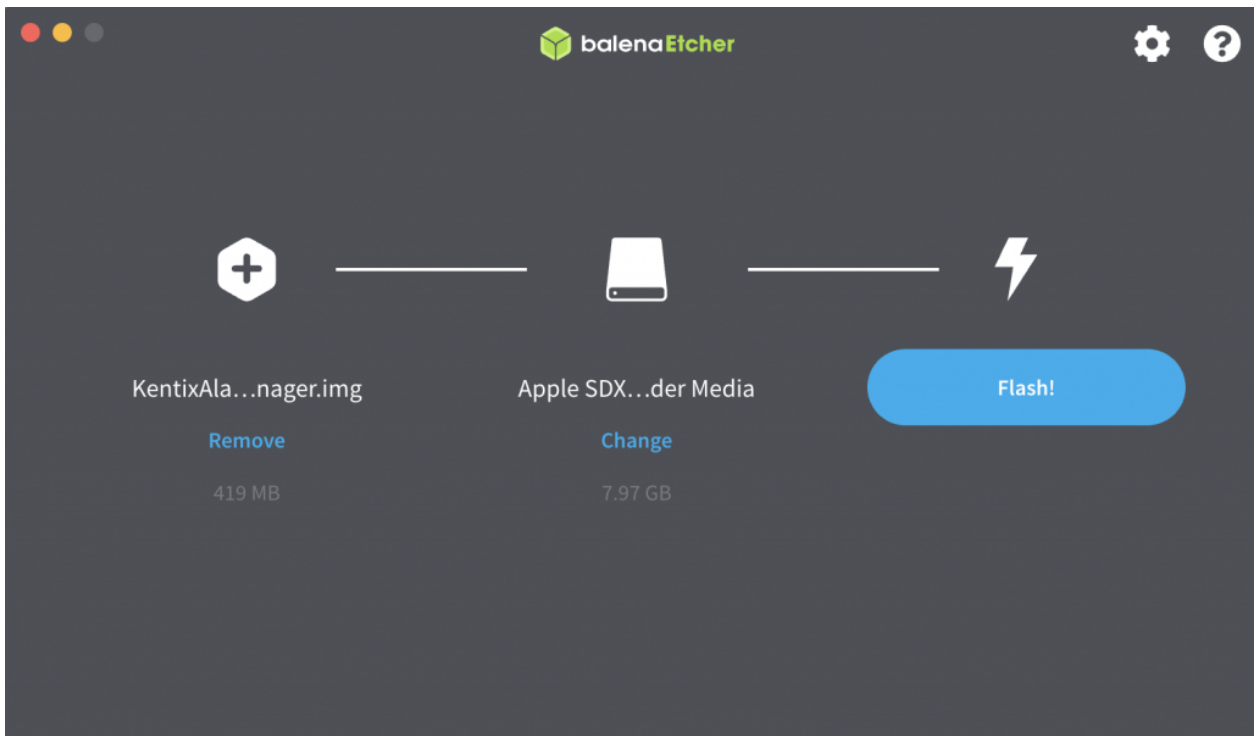 balenaEtcher
KentixAla...nager.img
Apple SDX...der Media
Flash!
Remove
Change
419 MB
7.97 GB